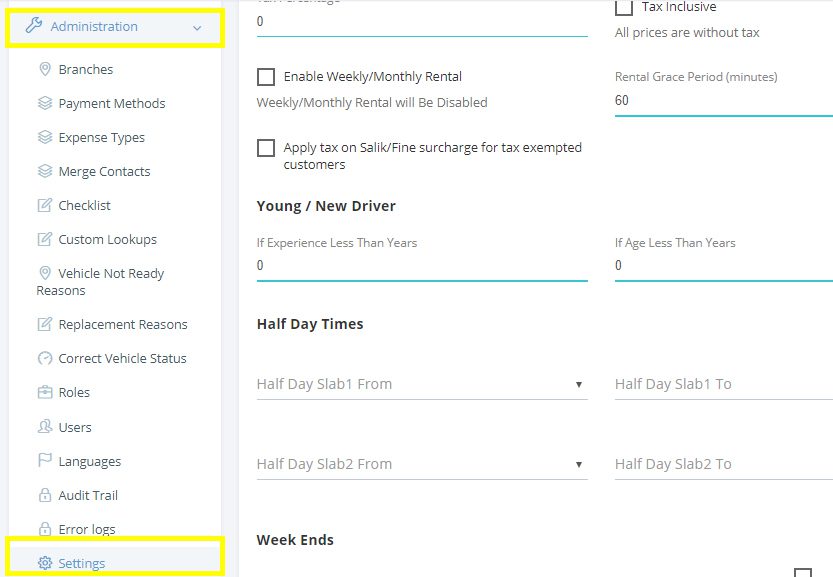 Administration
Branches
Payment Methods
Expense Types
Merge Contacts
Checklist
Custom Lookups
Vehicle Not Ready
Reasons
Replacement Reasons
Correct Vehicle Status
Roles
Users
Languages
Audit Trail
Error logs
Settings
Tax Percentage
0
Tax Inclusive
All prices are without tax
Enable Weekly/Monthly Rental
Weekly/Monthly Rental will Be Disabled
Rental Grace Period (minutes)
60
Apply tax on Salik/Fine surcharge for tax exempted
customers
Young / New Driver
If Experience Less Than Years
0
If Age Less Than Years
0
Half Day Times
Half Day Slab1 From
Half Day Slab1 To
Half Day Slab2 From
Half Day Slab2 To
Week Ends